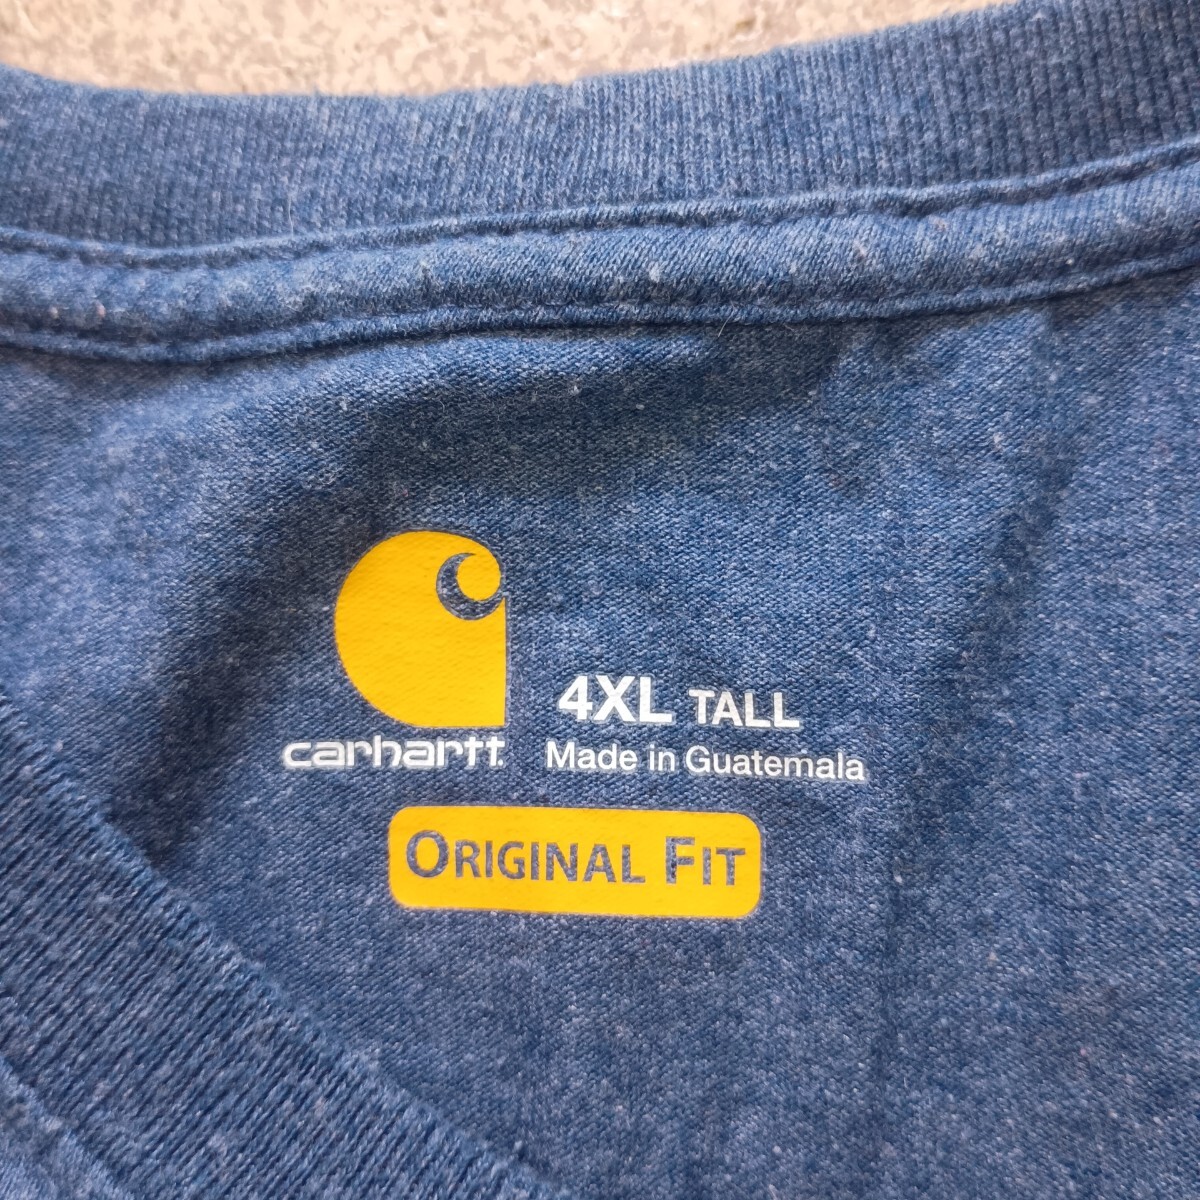 carhartt.
4XL TALL
Made in Guatemala
ORIGINAL FIT